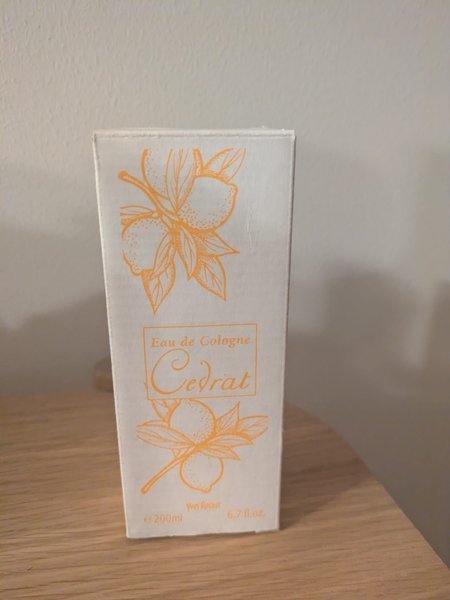 Eau de Cologne
Cedrat
Yves Rocher
℮ 200ml 6.7 fl.oz.